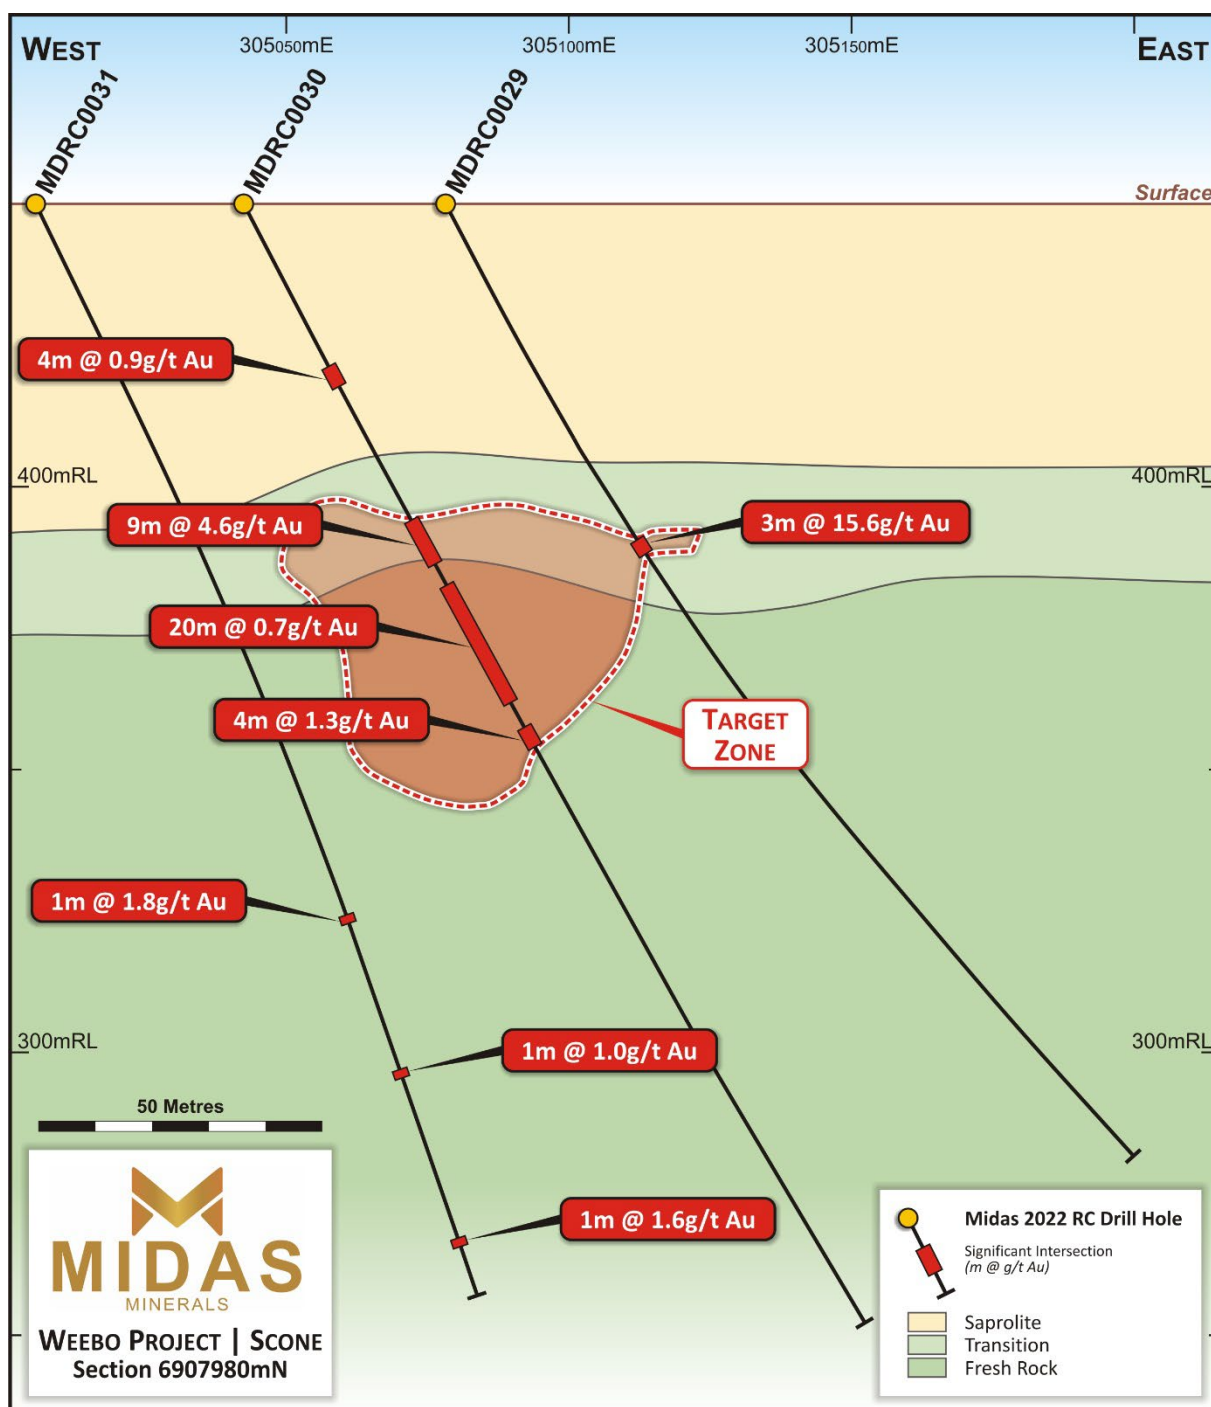 WEST
305050mE
305100mE
305150mE
EAST
MDRC0031
MDRC0030
MDRC0029
Surface
4m @ 0.9g/t Au
400mRL
400mRL
9m @ 4.6g/t Au
3m @ 15.6g/t Au
20m @ 0.7g/t Au
4m @ 1.3g/t Au
TARGET
ZONE
1m @ 1.8g/t Au
300mRL
300mRL
1m @ 1.0g/t Au
50 Metres
1m @ 1.6g/t Au
MIDAS
MINERALS
WEEBO PROJECT | SCONE
Section 6907980mN
Midas 2022 RC Drill Hole
Significant Intersection
(m @ g/t Au)
Saprolite
Transition
Fresh Rock